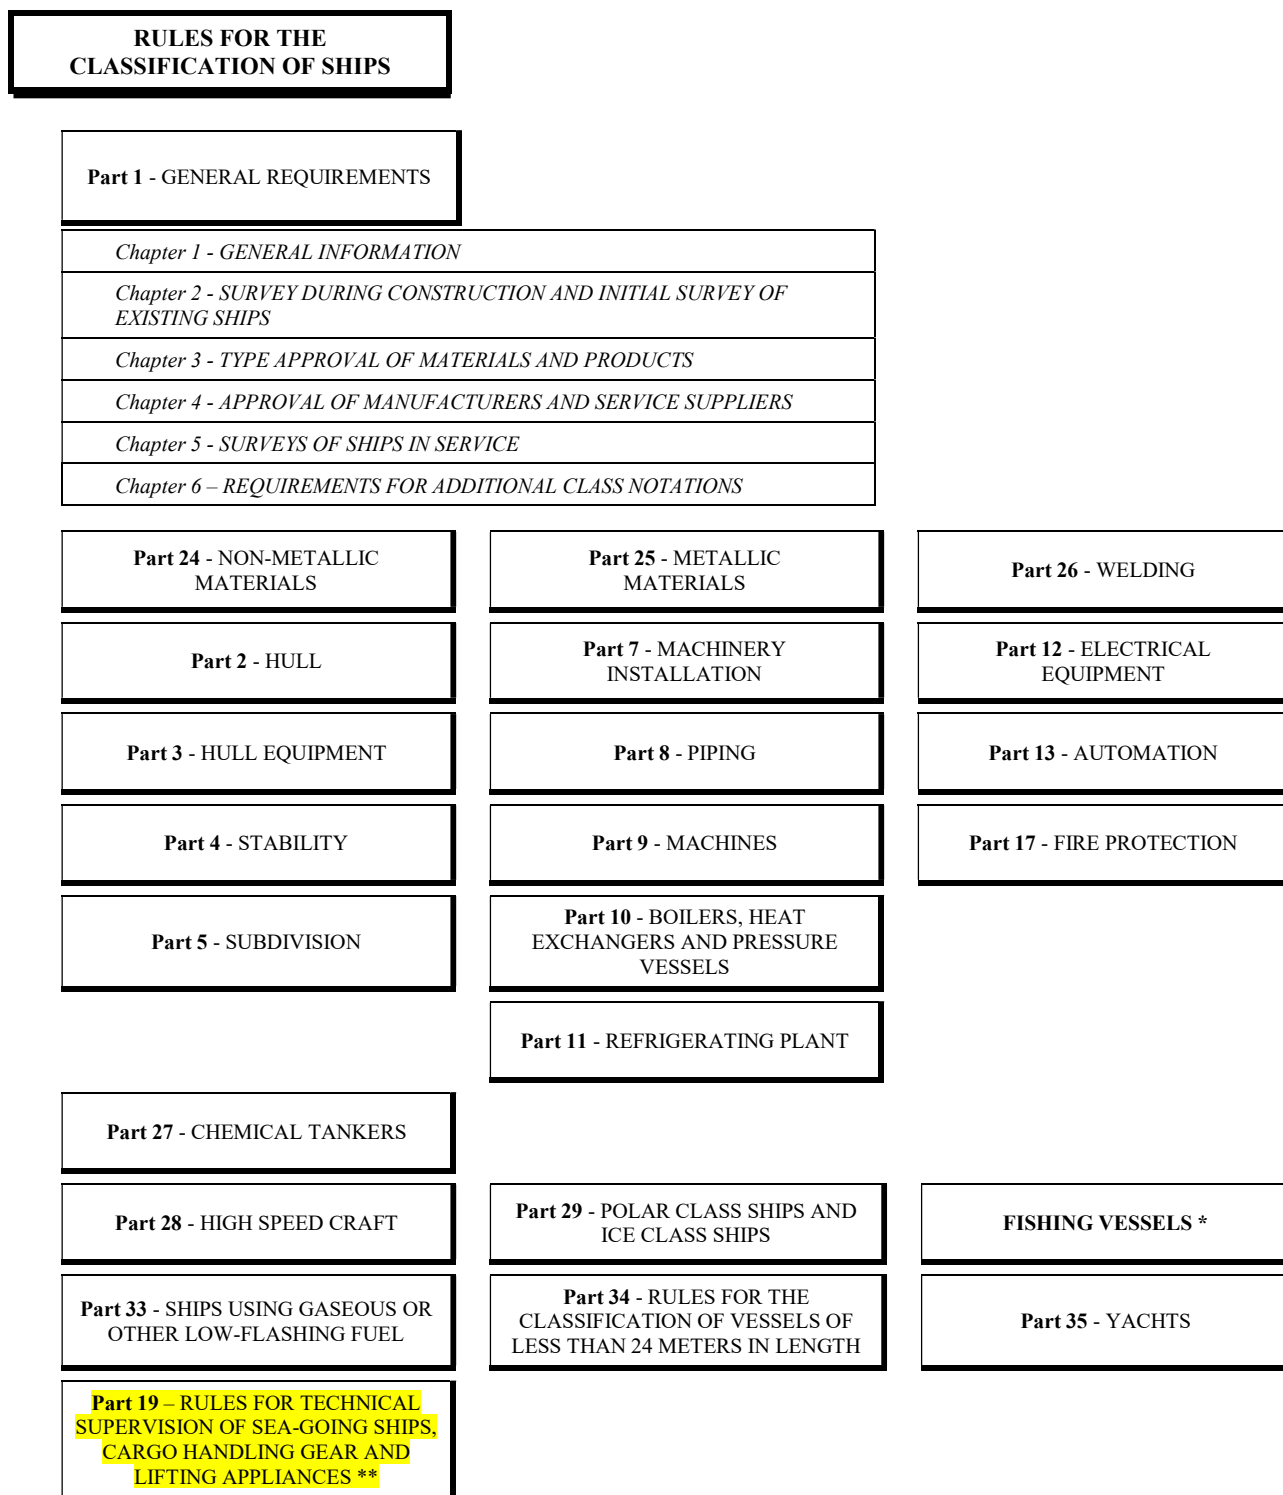 RULES FOR THE
CLASSIFICATION OF SHIPS
Part 1 - GENERAL REQUIREMENTS
Chapter 1 - GENERAL INFORMATION
Chapter 2 - SURVEY DURING CONSTRUCTION AND INITIAL SURVEY OF
EXISTING SHIPS
Chapter 3 - TYPE APPROVAL OF MATERIALS AND PRODUCTS
Chapter 4 - APPROVAL OF MANUFACTURERS AND SERVICE SUPPLIERS
Chapter 5 - SURVEYS OF SHIPS IN SERVICE
Chapter 6 – REQUIREMENTS FOR ADDITIONAL CLASS NOTATIONS
Part 24 - NON-METALLIC
MATERIALS
Part 25 - METALLIC
MATERIALS
Part 26 - WELDING
Part 2 - HULL
Part 7 - MACHINERY
INSTALLATION
Part 12 - ELECTRICAL
EQUIPMENT
Part 3 - HULL EQUIPMENT
Part 8 - PIPING
Part 13 - AUTOMATION
Part 4 - STABILITY
Part 9 - MACHINES
Part 17 - FIRE PROTECTION
Part 5 - SUBDIVISION
Part 10 - BOILERS, HEAT
EXCHANGERS AND PRESSURE
VESSELS
Part 11 - REFRIGERATING PLANT
Part 27 - CHEMICAL TANKERS
Part 28 - HIGH SPEED CRAFT
Part 29 - POLAR CLASS SHIPS AND
ICE CLASS SHIPS
FISHING VESSELS *
Part 33 - SHIPS USING GASEOUS OR
OTHER LOW-FLASHING FUEL
Part 34 - RULES FOR THE
CLASSIFICATION OF VESSELS OF
LESS THAN 24 METERS IN LENGTH
Part 35 - YACHTS
Part 19 – RULES FOR TECHNICAL
SUPERVISION OF SEA-GOING SHIPS,
CARGO HANDLING GEAR AND
LIFTING APPLIANCES **